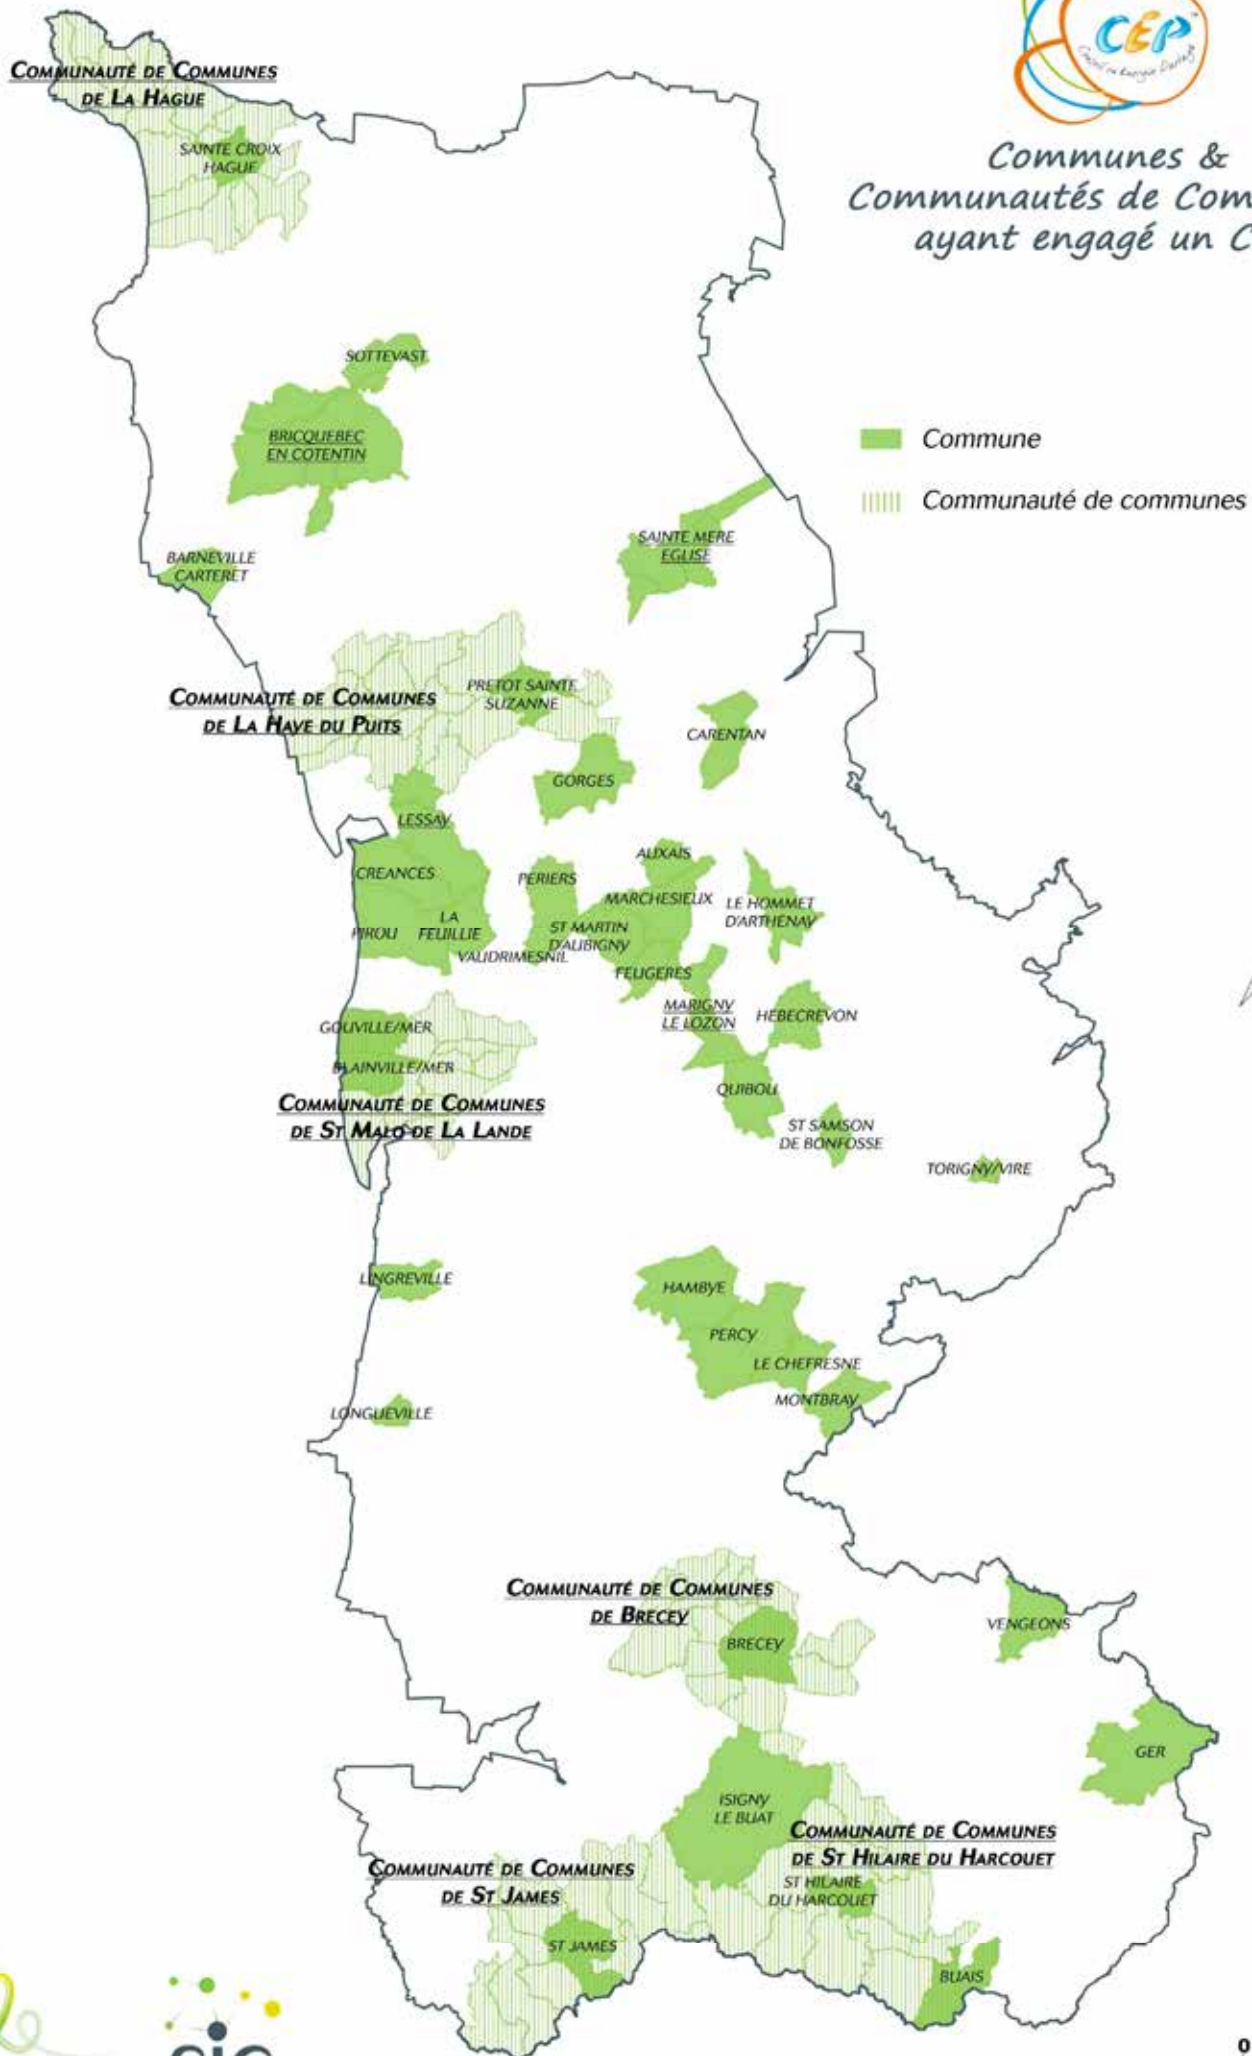 CÉP
Communes &
Communautés de Com
ayant engagé un C
COMMUNAUTÉ DE COMMUNES
DE LA HAGUE
SAINTE CROIX
HAGUE
SOTTEVAST
BRICQUEBEC
EN COTENTIN
Commune
Communauté de communes
SAINTE MERE
EGLISE
BARNEVILLE
CARTERET
COMMUNAUTÉ DE COMMUNES
DE LA HAYE DU PUITS
PRETOT SAINTE
SUZANNE
CARENTAN
GORGES
LESSAY
CREANCES
PERIERS
AUXAIS
MARCHESIEUX
LE HOMMET
D'ARTHENAY
PIROU
LA
FEUILLIE
ST MARTIN
D'AUBIGNY
VAUDRIMESNIL
FEUGERES
MARIGNY
LE LOZON
HEBECREVON
GOUVILLE/MER
BLAINVILLE/MER
COMMUNAUTÉ DE COMMUNES
DE ST MALO DE LA LANDE
QUIBOU
ST SAMSON
DE BONFOSSE
TORIGNY/VIRE
LINGREVILLE
HAMBYE
PERCY
LE CHEFRESNE
MONTBRAY
LONGUEVILLE
COMMUNAUTÉ DE COMMUNES
DE BRECEY
BRECEY
VENGEONS
GER
ISIGNY
LE BUAT
COMMUNAUTÉ DE COMMUNES
DE ST HILAIRE DU HARCOUET
ST HILAIRE
DU HARCOUET
COMMUNAUTÉ DE COMMUNES
DE ST JAMES
ST JAMES
BUAIS
0